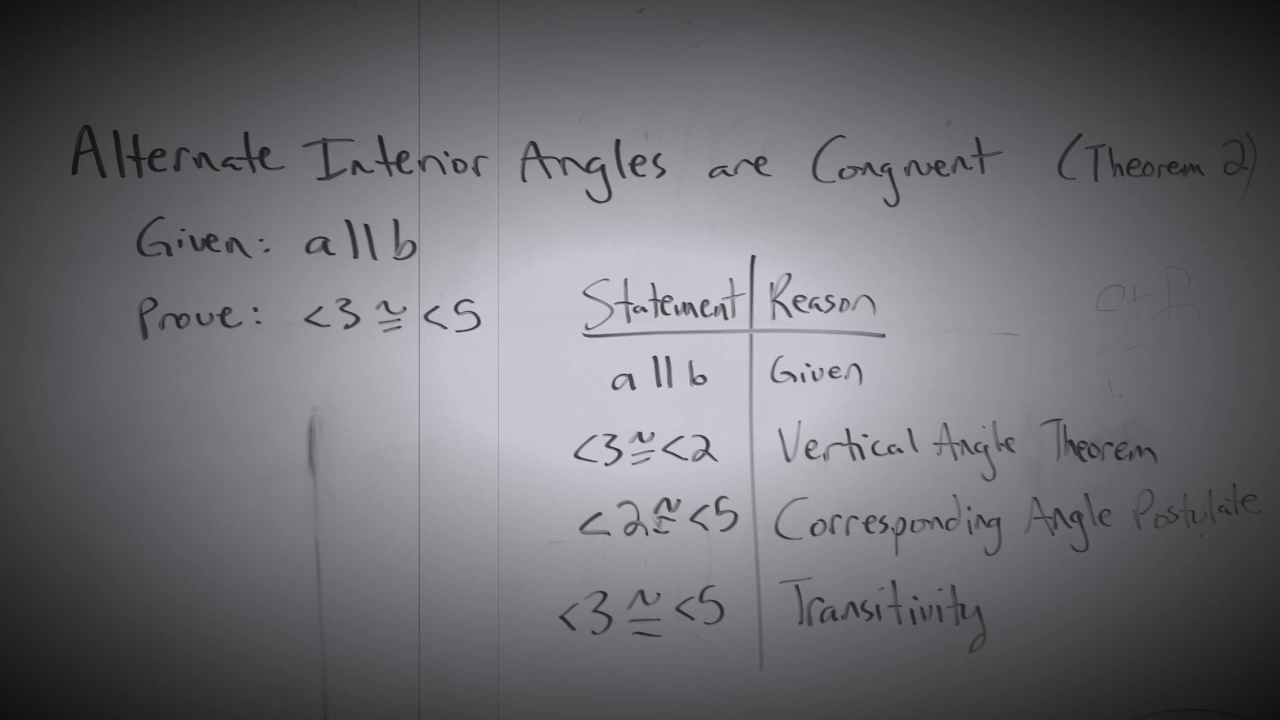 Alternate Interior Angles are Congruent (Theorem 2)
Given: a || b
Prove: <3 ≅ <5
Statement | Reason
a || b | Given
<3 ≅ <2 | Vertical Angle Theorem
<2 ≅ <5 | Corresponding Angle Postulate
<3 ≅ <5 | Transitivity